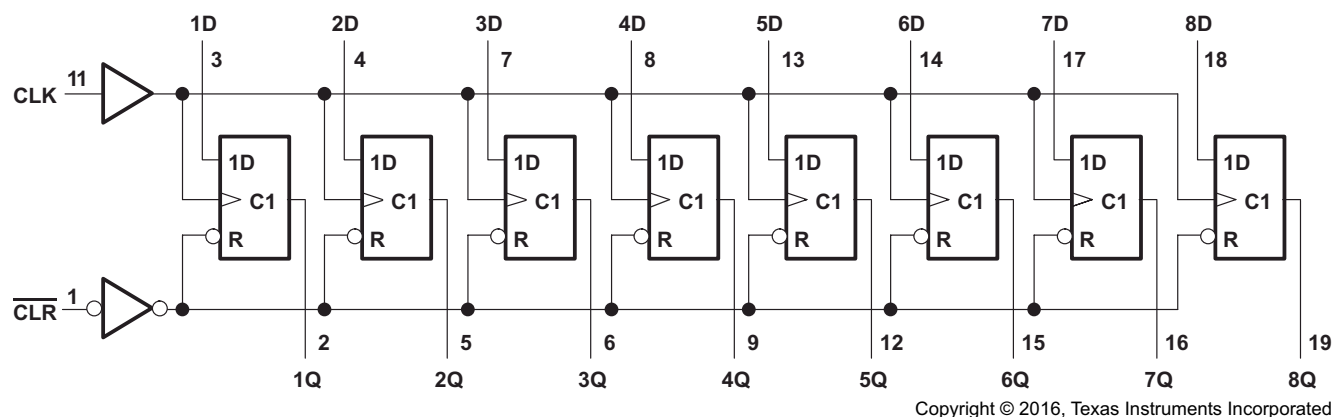 1D 2D 3D 4D 5D 6D 7D 8D
3 4 7 8 13 14 17 18
CLK 11
1D 1D 1D 1D 1D 1D 1D 1D
C1 C1 C1 C1 C1 C1 C1 C1
R R R R R R R R
CLR 1
2 5 6 9 12 15 16 19
1Q 2Q 3Q 4Q 5Q 6Q 7Q 8Q
Copyright © 2016, Texas Instruments Incorporated